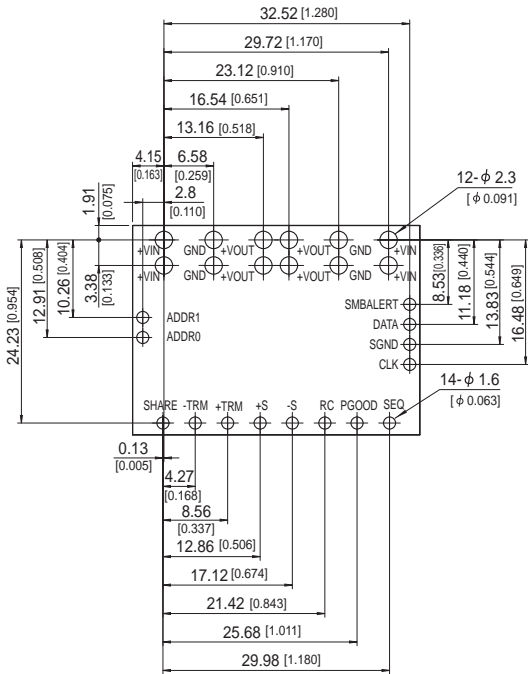 32.52 [1.280]
29.72 [1.170]
23.12 [0.910]
16.54 [0.651]
13.16 [0.518]
4.15 [0.163]
6.58 [0.259]
2.8 [0.110]
1.91 [0.075]
12-ϕ 2.3
[ϕ 0.091]
+VIN GND +VOUT +VOUT GND +VIN
+VIN GND +VOUT +VOUT GND +VIN
24.23 [0.954]
12.91 [0.508]
10.26 [0.404]
3.38 [0.133]
8.53 [0.336]
11.18 [0.440]
13.83 [0.544]
16.48 [0.649]
ADDR1
ADDR0
SMBALERT
DATA
SGND
CLK
14-ϕ 1.6
[ϕ 0.063]
SHARE -TRM +TRM +S -S RC PGOOD SEQ
0.13 [0.005]
4.27 [0.168]
8.56 [0.337]
12.86 [0.506]
17.12 [0.674]
21.42 [0.843]
25.68 [1.011]
29.98 [1.180]